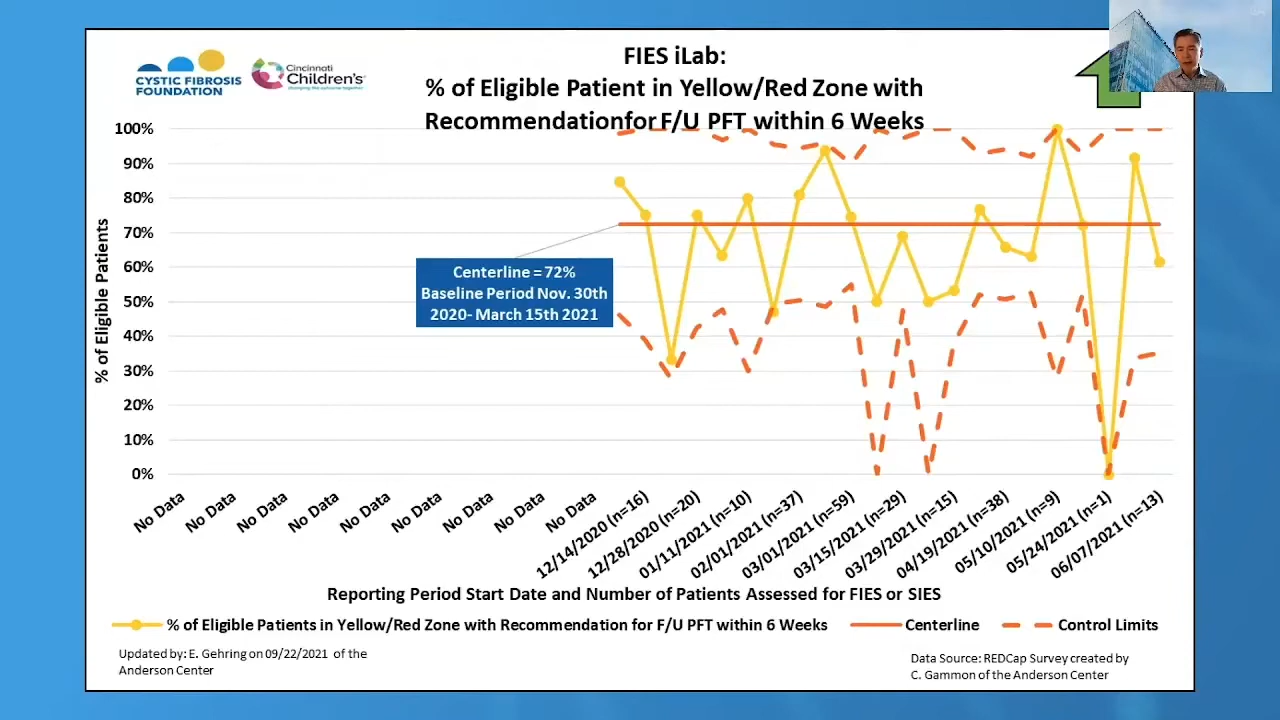 FIES iLab:
% of Eligible Patient in Yellow/Red Zone with
Recommendationfor F/U PFT within 6 Weeks
CYSTIC FIBROSIS
FOUNDATION
Cincinnati
Children's
changing the outcome together
100%
90%
80%
70%
60%
50%
40%
30%
20%
10%
0%
% of Eligible Patients
Centerline = 72%
Baseline Period Nov. 30th
2020- March 15th 2021
No Data
No Data
No Data
No Data
No Data
No Data
No Data
No Data
No Data
12/14/2020 (n=16)
12/28/2020 (n=20)
01/11/2021 (n=10)
02/01/2021 (n=37)
03/01/2021 (n=59)
03/15/2021 (n=29)
03/29/2021 (n=15)
04/19/2021 (n=38)
05/10/2021 (n=9)
05/24/2021 (n=1)
06/07/2021 (n=13)
Reporting Period Start Date and Number of Patients Assessed for FIES or SIES
% of Eligible Patients in Yellow/Red Zone with Recommendation for F/U PFT within 6 Weeks
Centerline
Control Limits
Updated by: E. Gehring on 09/22/2021 of the
Anderson Center
Data Source: REDCap Survey created by
C. Gammon of the Anderson Center